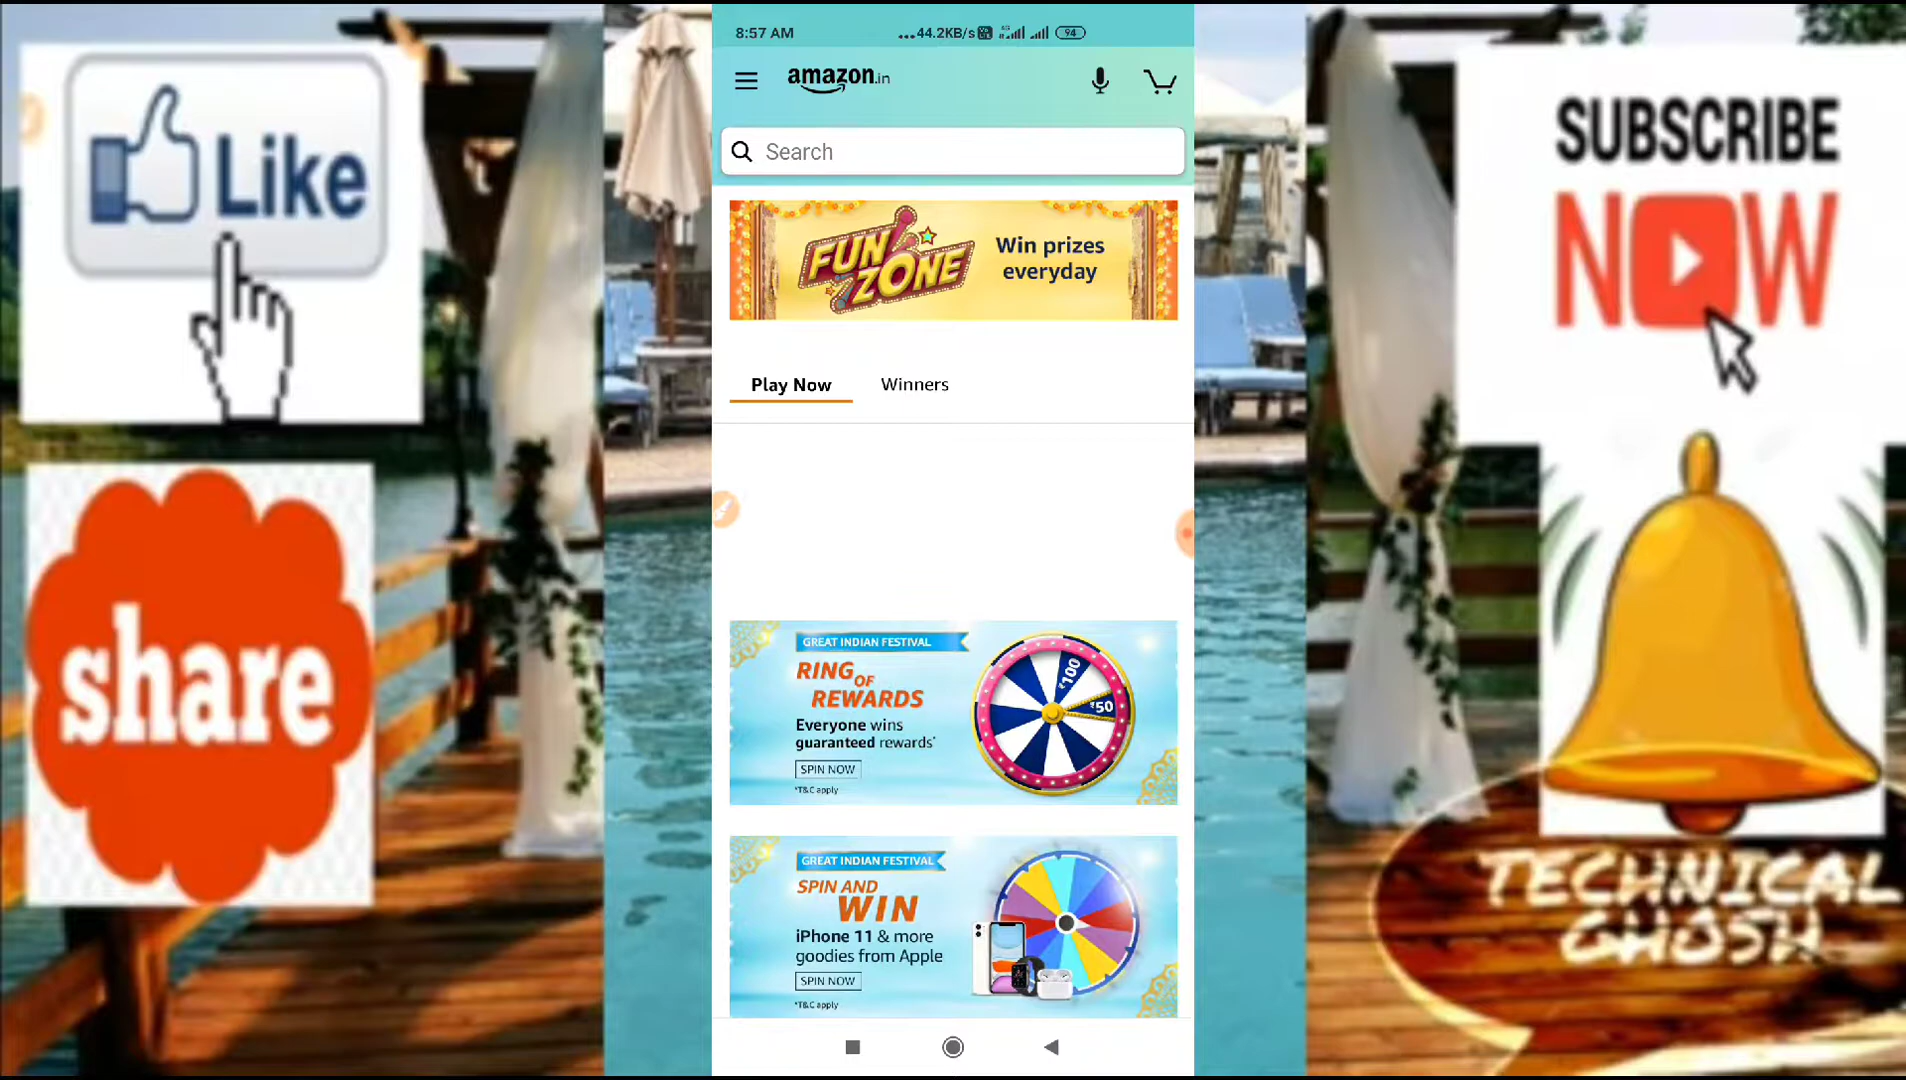 Like
share
8:57 AM
...44.2KB/s
94
amazon.in
Search
FUN
ZONE
Win prizes
everyday
Play Now
Winners
GREAT INDIAN FESTIVAL
RING OF
REWARDS
Everyone wins
guaranteed rewards*
SPIN NOW
*T&C apply
₹100
₹50
GREAT INDIAN FESTIVAL
SPIN AND
WIN
iPhone 11 & more
goodies from Apple
SPIN NOW
*T&C apply
SUBSCRIBE
NOW
TECHNICAL
GHOSH